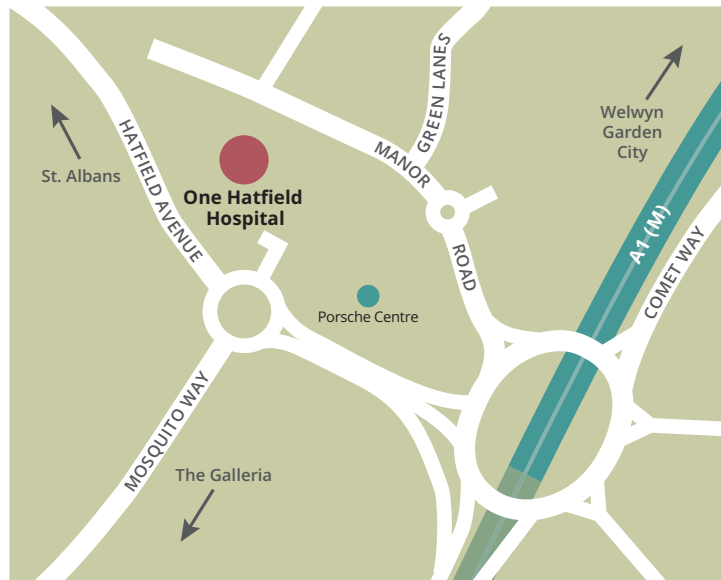 GREEN LANES
Welwyn
Garden
City
HATFIELD AVENUE
MANOR
St. Albans
One Hatfield
Hospital
A1 (M)
ROAD
COMET WAY
Porsche Centre
MOSQUITO WAY
The Galleria